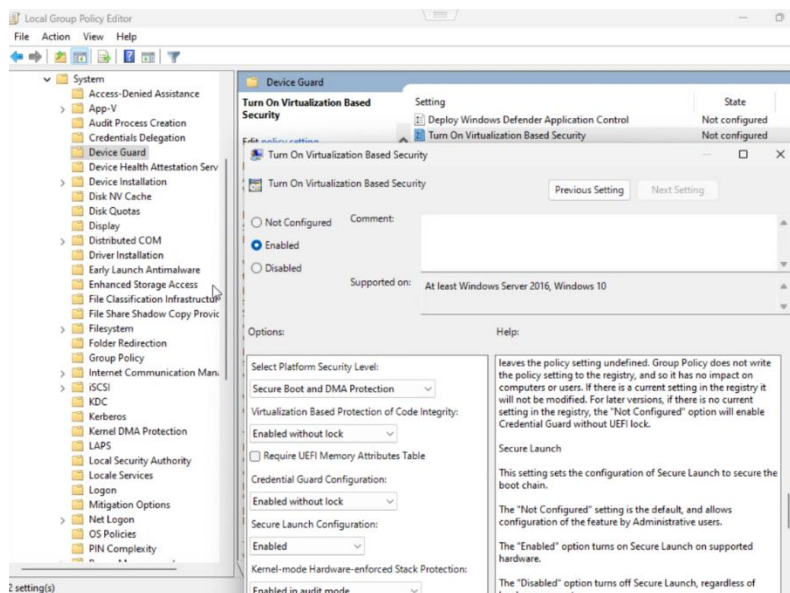 Local Group Policy Editor
File Action View Help
System
Access-Denied Assistance
App-V
Audit Process Creation
Credentials Delegation
Device Guard
Device Health Attestation Serv
Device Installation
Disk NV Cache
Disk Quotas
Display
Distributed COM
Driver Installation
Early Launch Antimalware
Enhanced Storage Access
File Classification Infrastructur
File Share Shadow Copy Provic
Filesystem
Folder Redirection
Group Policy
Internet Communication Mana
iSCSI
KDC
Kerberos
Kernel DMA Protection
LAPS
Local Security Authority
Locale Services
Logon
Mitigation Options
Net Logon
OS Policies
PIN Complexity
2 setting(s)
Device Guard
Turn On Virtualization Based
Security
Edit policy setting
Setting State
Deploy Windows Defender Application Control Not configured
Turn On Virtualization Based Security Not configured
Turn On Virtualization Based Security
Turn On Virtualization Based Security
Previous Setting Next Setting
Not Configured Comment:
Enabled
Disabled
Supported on: At least Windows Server 2016, Windows 10
Options: Help:
Select Platform Security Level:
Secure Boot and DMA Protection
Virtualization Based Protection of Code Integrity:
Enabled without lock
Require UEFI Memory Attributes Table
Credential Guard Configuration:
Enabled without lock
Secure Launch Configuration:
Enabled
Kernel-mode Hardware-enforced Stack Protection:
Enabled in audit mode
leaves the policy setting undefined. Group Policy does not write
the policy setting to the registry, and so it has no impact on
computers or users. If there is a current setting in the registry it
will not be modified. For later versions, if there is no current
setting in the registry, the "Not Configured" option will enable
Credential Guard without UEFI lock.
Secure Launch
This setting sets the configuration of Secure Launch to secure the
boot chain.
The "Not Configured" setting is the default, and allows
configuration of the feature by Administrative users.
The "Enabled" option turns on Secure Launch on supported
hardware.
The "Disabled" option turns off Secure Launch, regardless of